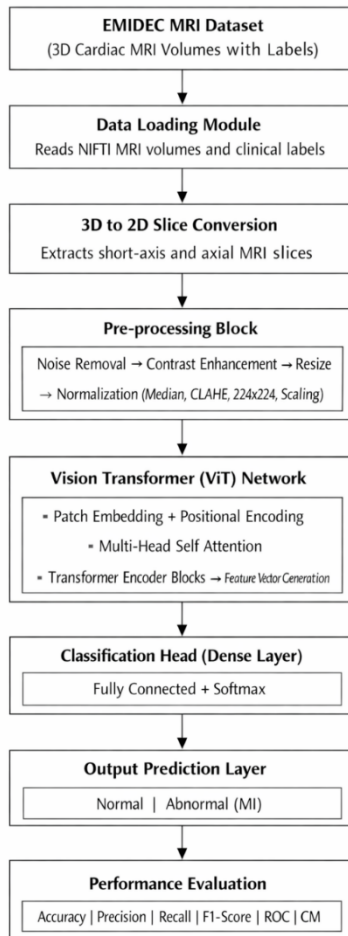 EMIDEC MRI Dataset
(3D Cardiac MRI Volumes with Labels)
Data Loading Module
Reads NIFTI MRI volumes and clinical labels
3D to 2D Slice Conversion
Extracts short-axis and axial MRI slices
Pre-processing Block
Noise Removal → Contrast Enhancement → Resize
→ Normalization (Median, CLAHE, 224x224, Scaling)
Vision Transformer (ViT) Network
▪ Patch Embedding + Positional Encoding
▪ Multi-Head Self Attention
▪ Transformer Encoder Blocks → Feature Vector Generation
Classification Head (Dense Layer)
Fully Connected + Softmax
Output Prediction Layer
Normal | Abnormal (MI)
Performance Evaluation
Accuracy | Precision | Recall | F1-Score | ROC | CM